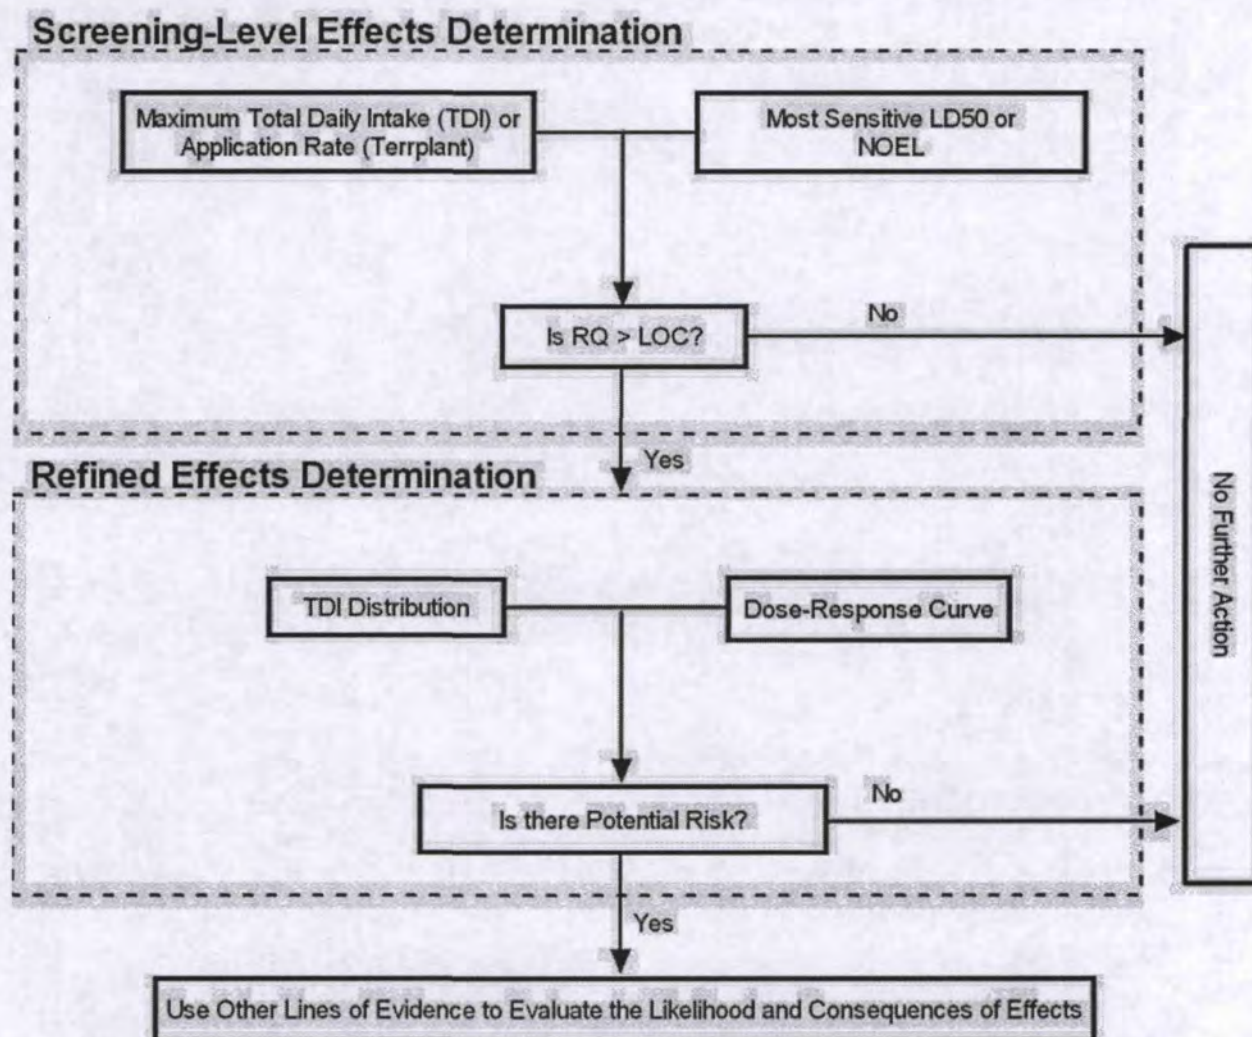 Screening-Level Effects Determination
Maximum Total Daily Intake (TDI) or
Application Rate (Terrplant)
Most Sensitive LD50 or
NOEL
Is RQ > LOC?
No
Yes
No Further Action
Refined Effects Determination
TDI Distribution
Dose-Response Curve
Is there Potential Risk?
No
Yes
Use Other Lines of Evidence to Evaluate the Likelihood and Consequences of Effects